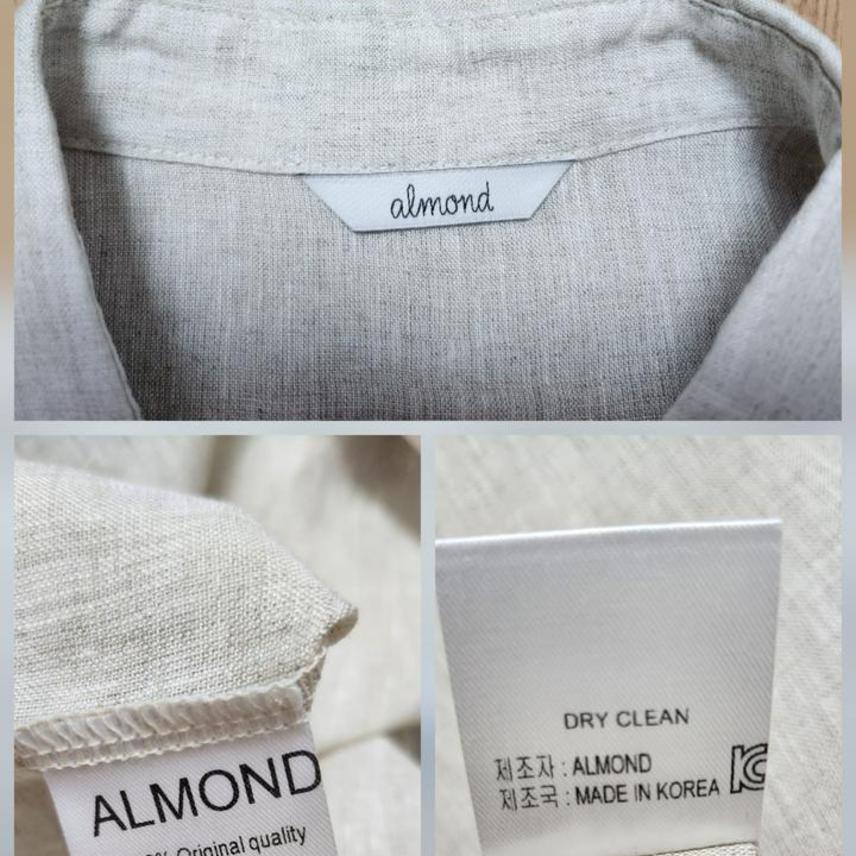 almond
ALMOND
% Original quality
DRY CLEAN
제조자 : ALMOND
제조국 : MADE IN KOREA